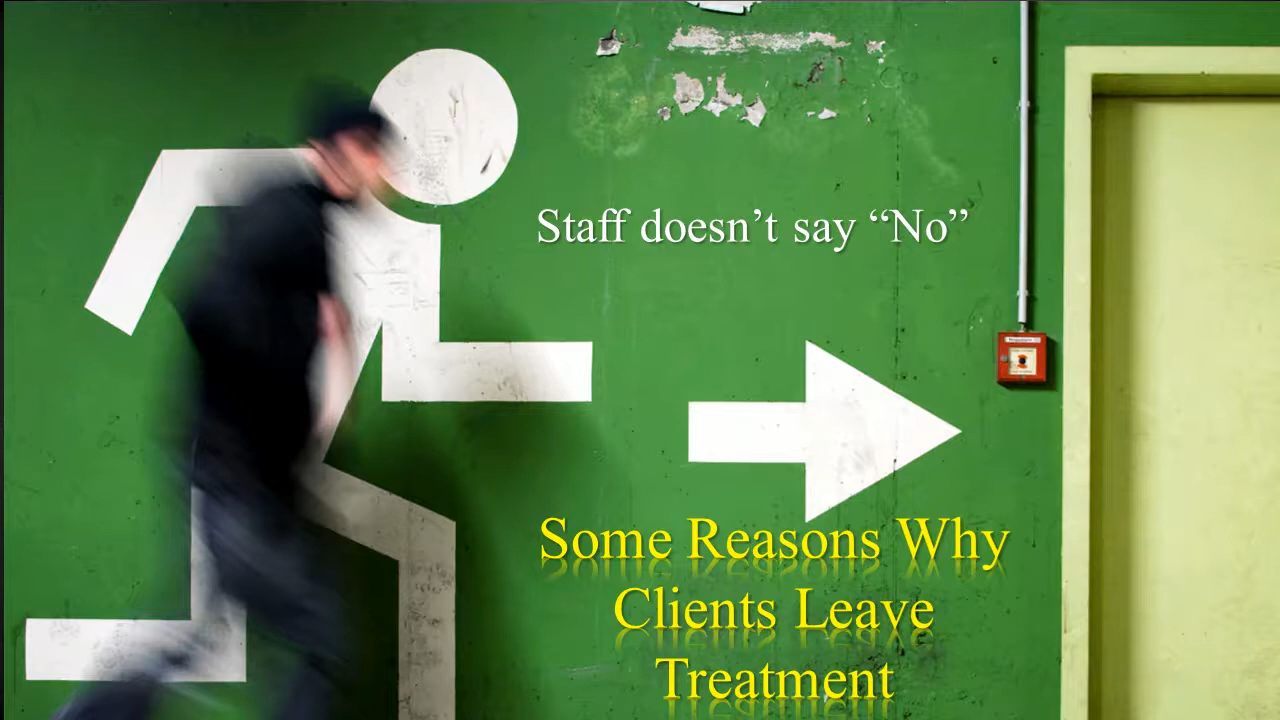 Staff doesn’t say “No”
Some Reasons Why
Clients Leave
Treatment